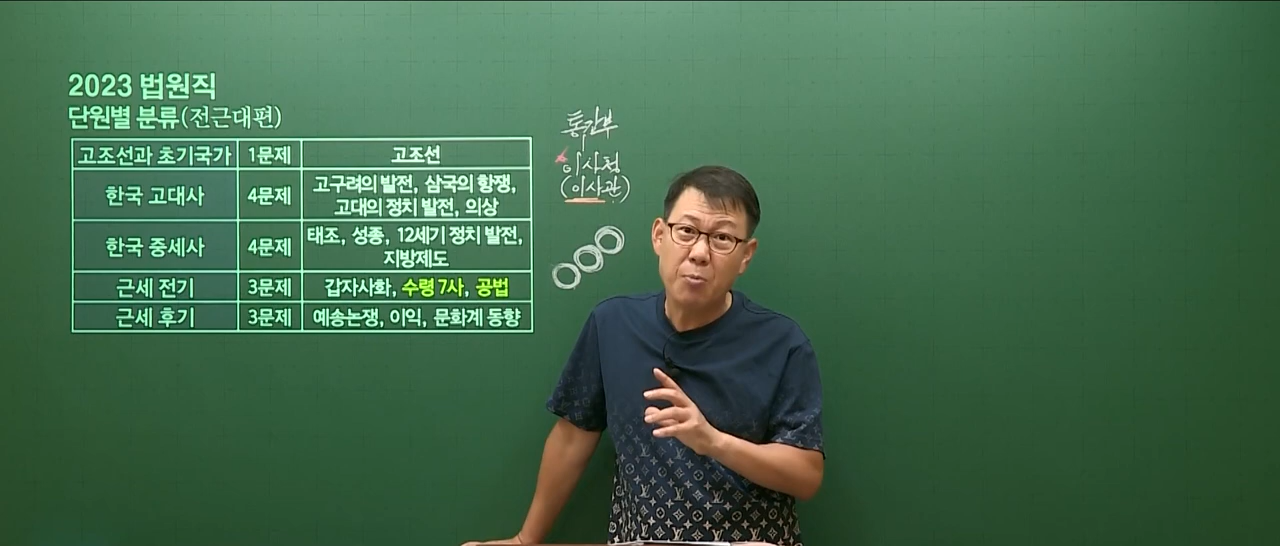 2023 법원직
단원별 분류(전근대편)
고조선과 초기국가 1문제 고조선
한국 고대사 4문제 고구려의 발전, 삼국의 항쟁,
고대의 정치 발전, 의상
한국 중세사 4문제 태조, 성종, 12세기 정치 발전,
지방제도
근세 전기 3문제 갑자사화, 수령 7사, 공법
근세 후기 3문제 예송논쟁, 이익, 문화계 동향
통감부
이사청
(이사관)